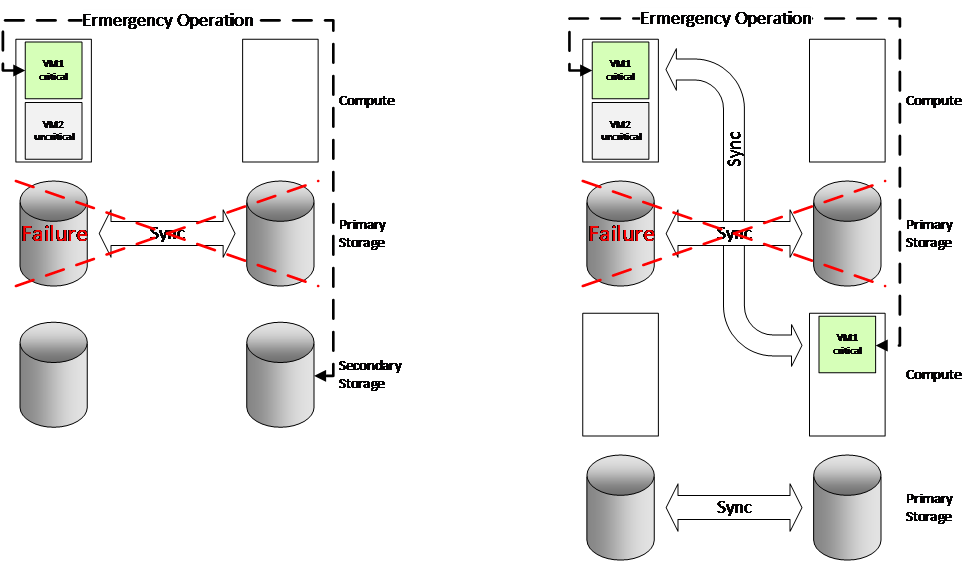 Ermergency Operation
VM1
critical
VM2
uncritical
Compute
Failure
Sync
Primary
Storage
Secondary
Storage
Ermergency Operation
VM1
critical
VM2
uncritical
Sync
Compute
Failure
Sync
Primary
Storage
VM1
critical
Compute
Sync
Primary
Storage